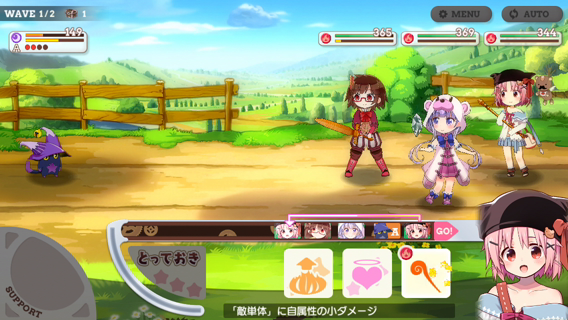 WAVE 1/2 1
MENU
AUTO
149
A
365
369
344
A
GO!
とっておき
SUPPORT
「敵単体」に自属性の小ダメージ